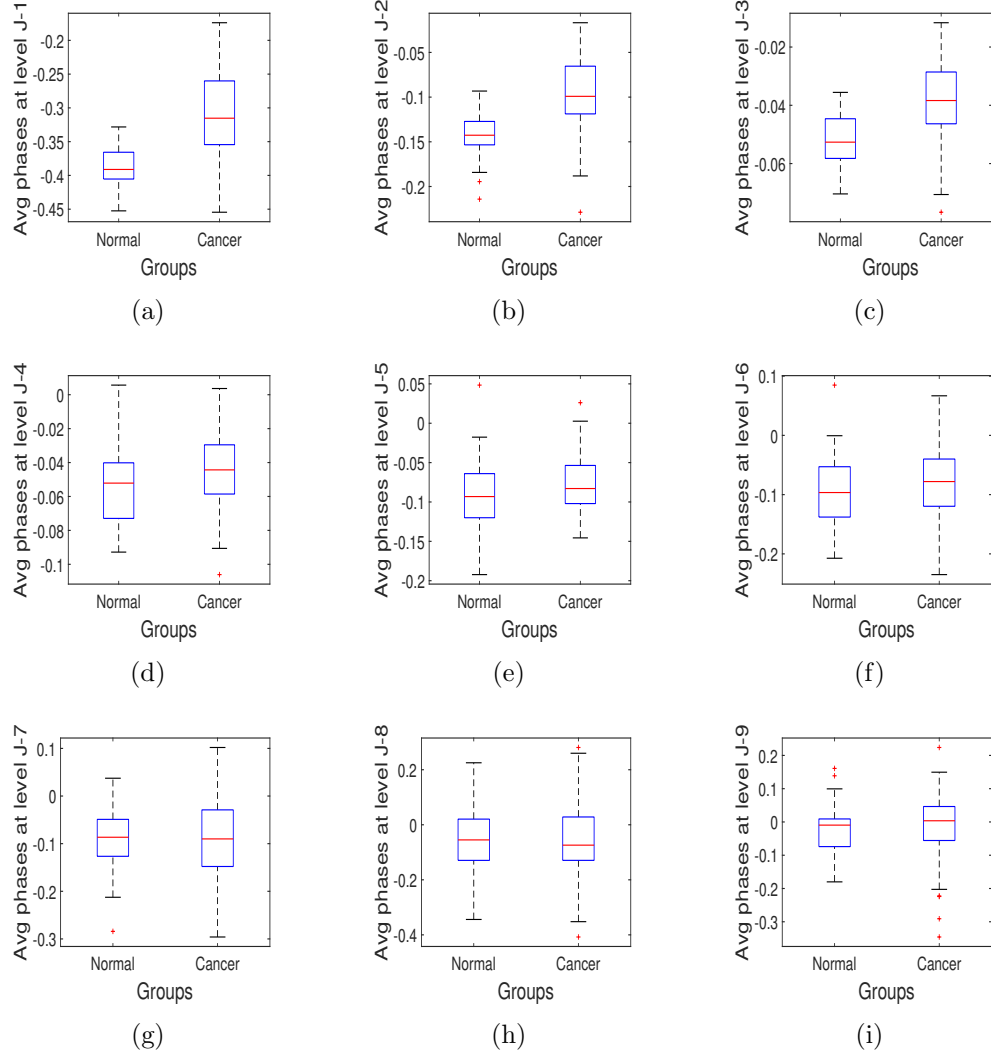 Avg phases at level J-1
-0.2
-0.25
-0.3
-0.35
-0.4
-0.45
Normal Cancer
Groups
(a)
Avg phases at level J-2
-0.05
-0.1
-0.15
-0.2
Normal Cancer
Groups
(b)
Avg phases at level J-3
-0.02
-0.04
-0.06
Normal Cancer
Groups
(c)
Avg phases at level J-4
0
-0.02
-0.04
-0.06
-0.08
-0.1
Normal Cancer
Groups
(d)
Avg phases at level J-5
0.05
0
-0.05
-0.1
-0.15
-0.2
Normal Cancer
Groups
(e)
Avg phases at level J-6
0.1
0
-0.1
-0.2
Normal Cancer
Groups
(f)
Avg phases at level J-7
0.1
0
-0.1
-0.2
-0.3
Normal Cancer
Groups
(g)
Avg phases at level J-8
0.2
0
-0.2
-0.4
Normal Cancer
Groups
(h)
Avg phases at level J-9
0.2
0.1
0
-0.1
-0.2
-0.3
Normal Cancer
Groups
(i)